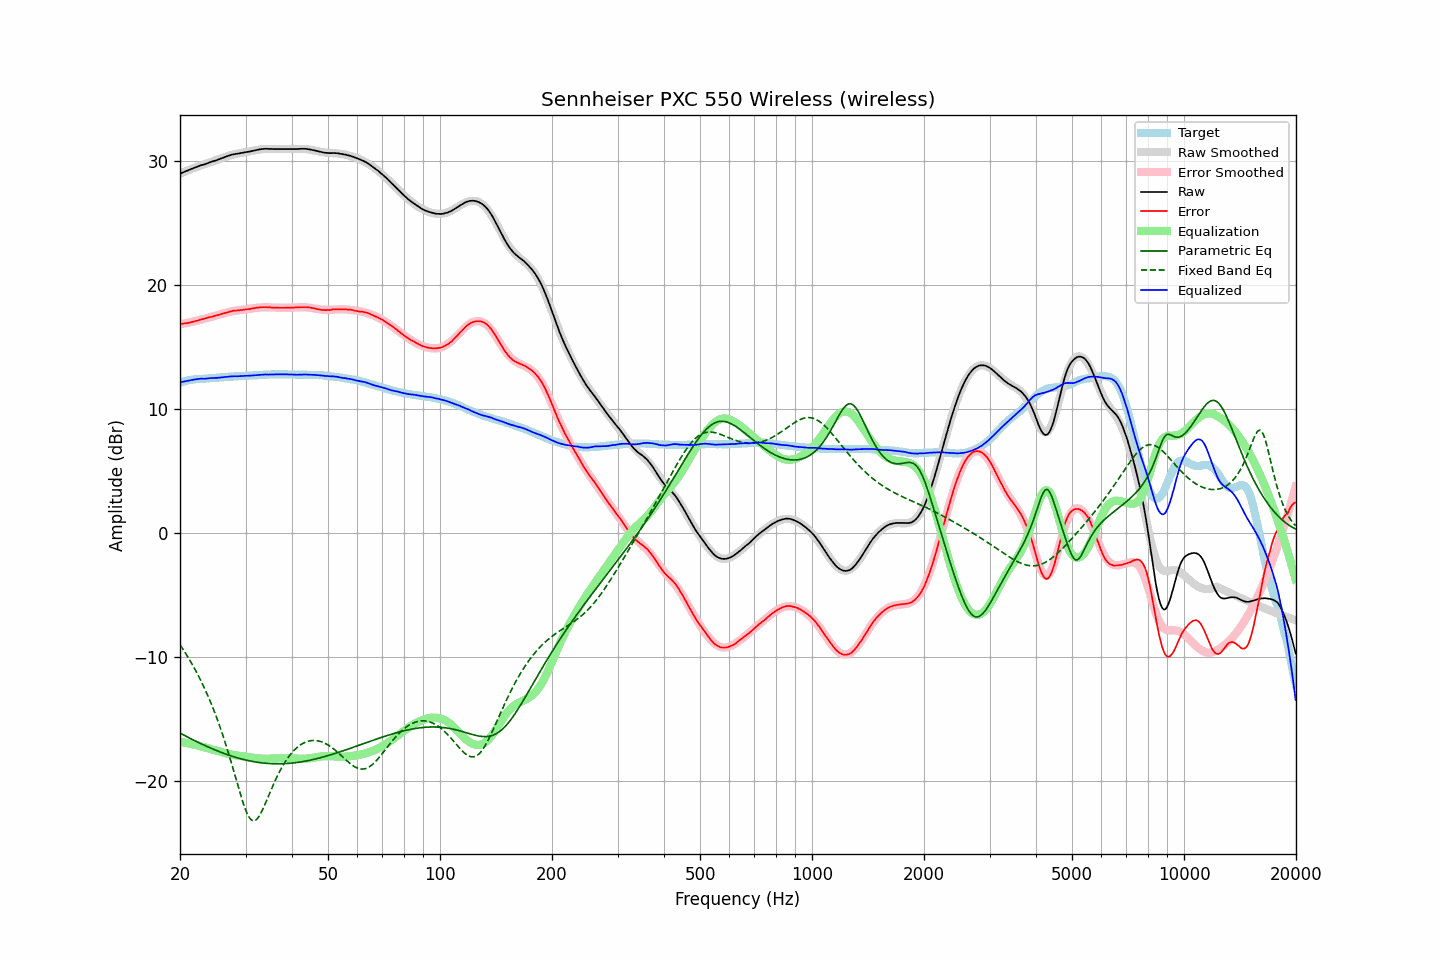 Sennheiser PXC 550 Wireless (wireless)
Target
Raw Smoothed
Error Smoothed
Raw
Error
Equalization
Parametric Eq
Fixed Band Eq
Equalized
30
20
10
0
−10
−20
Amplitude (dBr)
20 50 100 200 500 1000 2000 5000 10000 20000
Frequency (Hz)